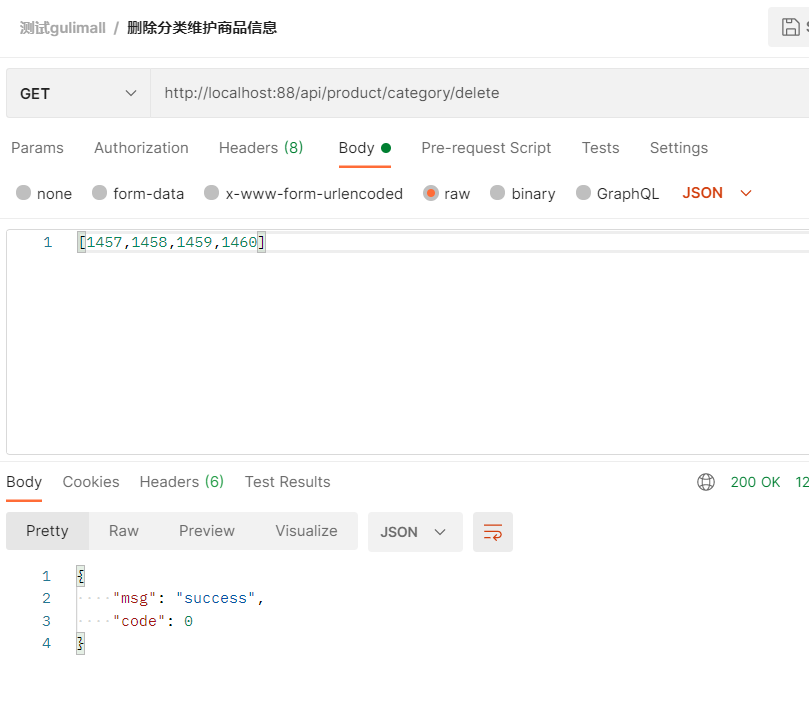 测试gulimall / 删除分类维护商品信息
GET http://localhost:88/api/product/category/delete
Params Authorization Headers (8) Body Pre-request Script Tests Settings
none form-data x-www-form-urlencoded raw binary GraphQL JSON
1 [1457,1458,1459,1460]
Body Cookies Headers (6) Test Results 200 OK 12
Pretty Raw Preview Visualize JSON
1 {
2 "msg": "success",
3 "code": 0
4 }